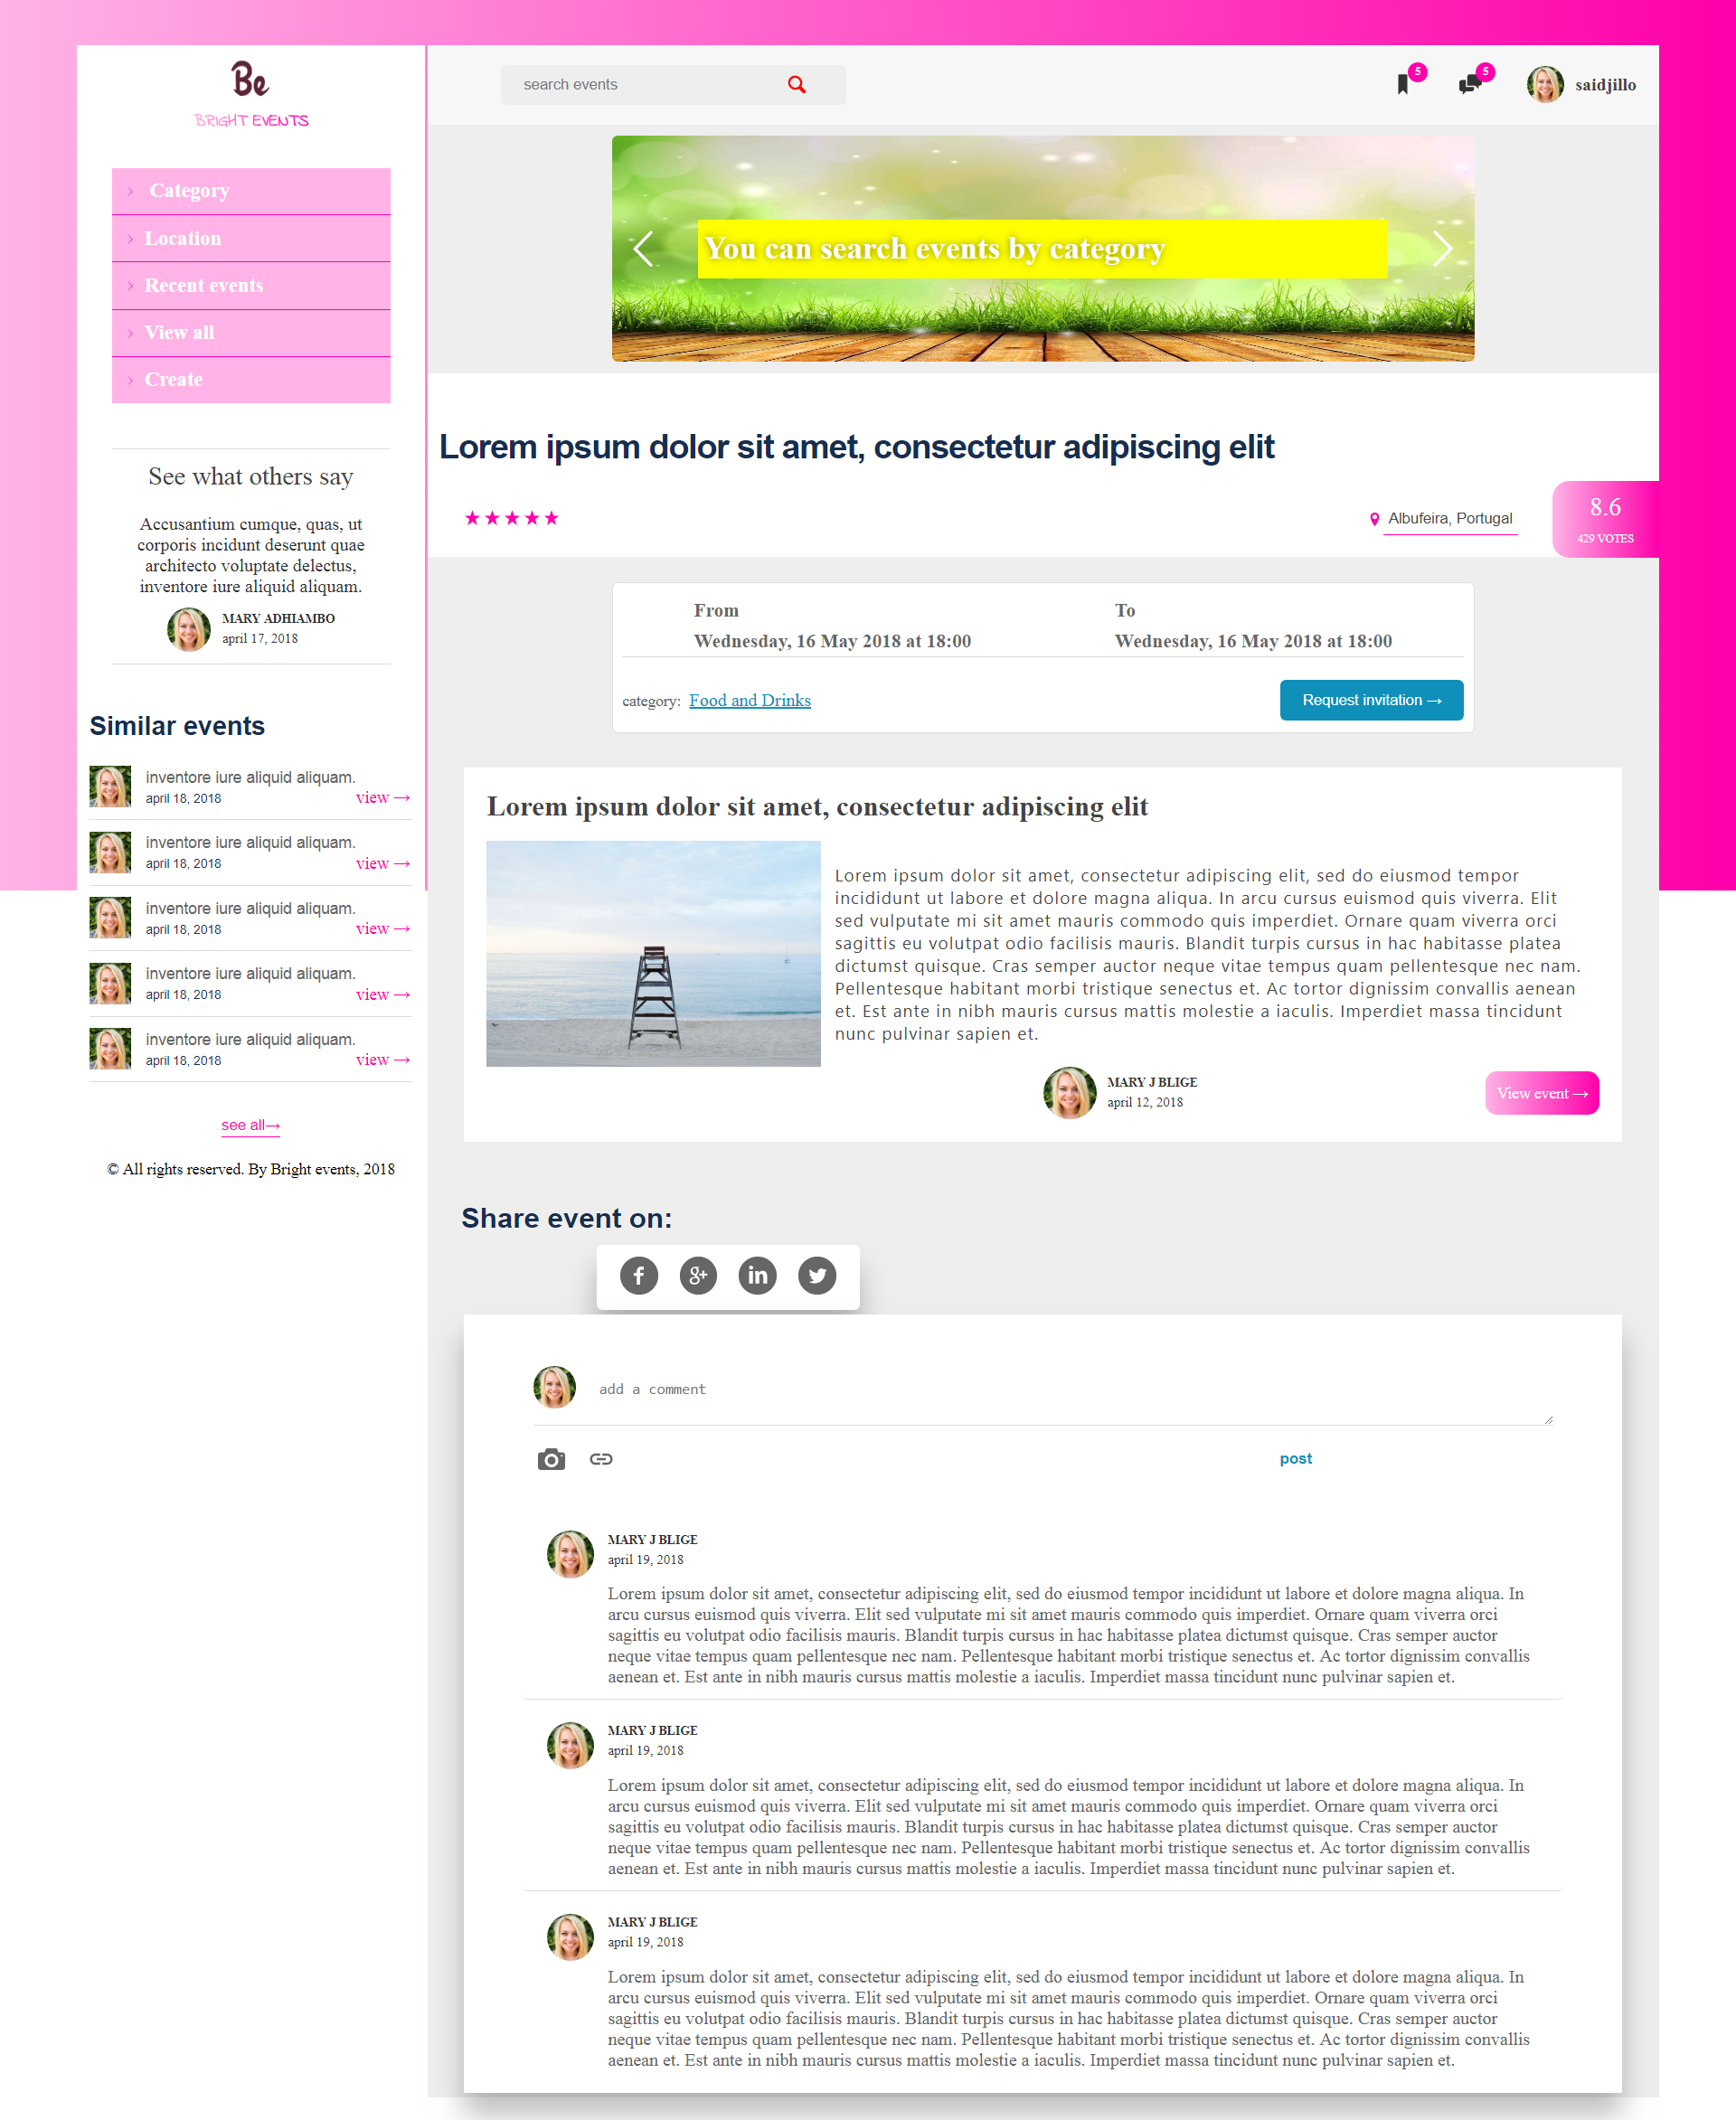 Be
BRIGHT EVENTS
Category
Location
Recent events
View all
Create
See what others say
Accusantium cumque, quas, ut
corporis incidunt deserunt quae
architecto voluptate delectus,
inventore iure aliquid aliquam.
MARY ADHIAMBO
april 17, 2018
Similar events
inventore iure aliquid aliquam.
april 18, 2018 view →
inventore iure aliquid aliquam.
april 18, 2018 view →
inventore iure aliquid aliquam.
april 18, 2018 view →
inventore iure aliquid aliquam.
april 18, 2018 view →
inventore iure aliquid aliquam.
april 18, 2018 view →
see all→
© All rights reserved. By Bright events, 2018
search events
5
5
saidjillo
You can search events by category
Lorem ipsum dolor sit amet, consectetur adipiscing elit
Albufeira, Portugal
8.6
429 VOTES
From To
Wednesday, 16 May 2018 at 18:00 Wednesday, 16 May 2018 at 18:00
category: Food and Drinks Request invitation →
Lorem ipsum dolor sit amet, consectetur adipiscing elit
Lorem ipsum dolor sit amet, consectetur adipiscing elit, sed do eiusmod tempor
incididunt ut labore et dolore magna aliqua. In arcu cursus euismod quis viverra. Elit
sed vulputate mi sit amet mauris commodo quis imperdiet. Ornare quam viverra orci
sagittis eu volutpat odio facilisis mauris. Blandit turpis cursus in hac habitasse platea
dictumst quisque. Cras semper auctor neque vitae tempus quam pellentesque nec nam.
Pellentesque habitant morbi tristique senectus et. Ac tortor dignissim convallis aenean
et. Est ante in nibh mauris cursus mattis molestie a iaculis. Imperdiet massa tincidunt
nunc pulvinar sapien et.
MARY J BLIGE
april 12, 2018
View event →
Share event on:
f g+ in
add a comment
post
MARY J BLIGE
april 19, 2018
Lorem ipsum dolor sit amet, consectetur adipiscing elit, sed do eiusmod tempor incididunt ut labore et dolore magna aliqua. In
arcu cursus euismod quis viverra. Elit sed vulputate mi sit amet mauris commodo quis imperdiet. Ornare quam viverra orci
sagittis eu volutpat odio facilisis mauris. Blandit turpis cursus in hac habitasse platea dictumst quisque. Cras semper auctor
neque vitae tempus quam pellentesque nec nam. Pellentesque habitant morbi tristique senectus et. Ac tortor dignissim convallis
aenean et. Est ante in nibh mauris cursus mattis molestie a iaculis. Imperdiet massa tincidunt nunc pulvinar sapien et.
MARY J BLIGE
april 19, 2018
Lorem ipsum dolor sit amet, consectetur adipiscing elit, sed do eiusmod tempor incididunt ut labore et dolore magna aliqua. In
arcu cursus euismod quis viverra. Elit sed vulputate mi sit amet mauris commodo quis imperdiet. Ornare quam viverra orci
sagittis eu volutpat odio facilisis mauris. Blandit turpis cursus in hac habitasse platea dictumst quisque. Cras semper auctor
neque vitae tempus quam pellentesque nec nam. Pellentesque habitant morbi tristique senectus et. Ac tortor dignissim convallis
aenean et. Est ante in nibh mauris cursus mattis molestie a iaculis. Imperdiet massa tincidunt nunc pulvinar sapien et.
MARY J BLIGE
april 19, 2018
Lorem ipsum dolor sit amet, consectetur adipiscing elit, sed do eiusmod tempor incididunt ut labore et dolore magna aliqua. In
arcu cursus euismod quis viverra. Elit sed vulputate mi sit amet mauris commodo quis imperdiet. Ornare quam viverra orci
sagittis eu volutpat odio facilisis mauris. Blandit turpis cursus in hac habitasse platea dictumst quisque. Cras semper auctor
neque vitae tempus quam pellentesque nec nam. Pellentesque habitant morbi tristique senectus et. Ac tortor dignissim convallis
aenean et. Est ante in nibh mauris cursus mattis molestie a iaculis. Imperdiet massa tincidunt nunc pulvinar sapien et.